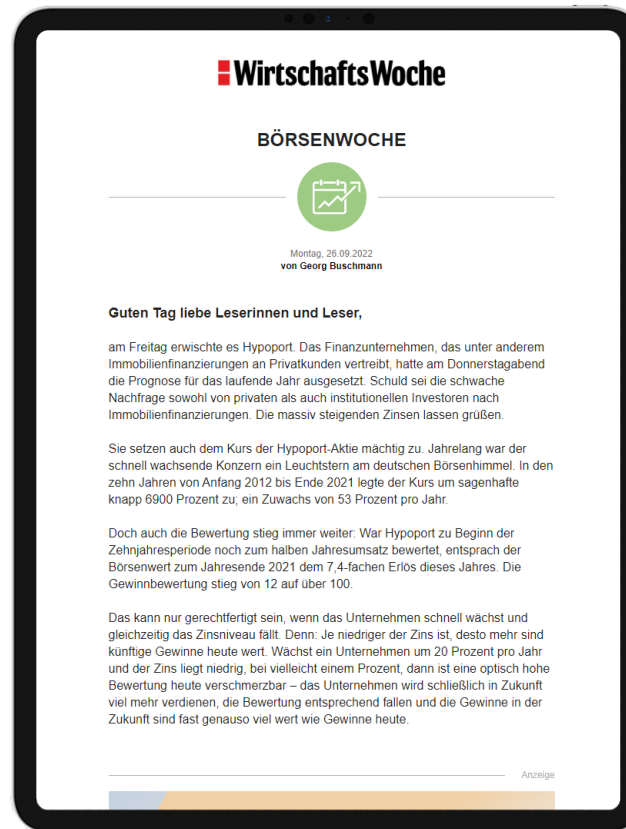 WirtschaftsWoche
BÖRSENWOCHE
Montag, 26.09.2022
von Georg Buschmann
Guten Tag liebe Leserinnen und Leser,
am Freitag erwischte es Hypoport. Das Finanzunternehmen, das unter anderem
Immobilienfinanzierungen an Privatkunden vertreibt, hatte am Donnerstagabend
die Prognose für das laufende Jahr ausgesetzt. Schuld sei die schwache
Nachfrage sowohl von privaten als auch institutionellen Investoren nach
Immobilienfinanzierungen. Die massiv steigenden Zinsen lassen grüßen.
Sie setzen auch dem Kurs der Hypoport-Aktie mächtig zu. Jahrelang war der
schnell wachsende Konzern ein Leuchtstern am deutschen Börsenhimmel. In den
zehn Jahren von Anfang 2012 bis Ende 2021 legte der Kurs um sagenhafte
knapp 6900 Prozent zu; ein Zuwachs von 53 Prozent pro Jahr.
Doch auch die Bewertung stieg immer weiter: War Hypoport zu Beginn der
Zehnjahresperiode noch zum halben Jahresumsatz bewertet, entsprach der
Börsenwert zum Jahresende 2021 dem 7,4-fachen Erlös dieses Jahres. Die
Gewinnbewertung stieg von 12 auf über 100.
Das kann nur gerechtfertigt sein, wenn das Unternehmen schnell wächst und
gleichzeitig das Zinsniveau fällt. Denn: Je niedriger der Zins ist, desto mehr sind
künftige Gewinne heute wert. Wächst ein Unternehmen um 20 Prozent pro Jahr
und der Zins liegt niedrig, bei vielleicht einem Prozent, dann ist eine optisch hohe
Bewertung heute verschmerzbar – das Unternehmen wird schließlich in Zukunft
viel mehr verdienen, die Bewertung entsprechend fallen und die Gewinne in der
Zukunft sind fast genauso viel wert wie Gewinne heute.
Anzeige